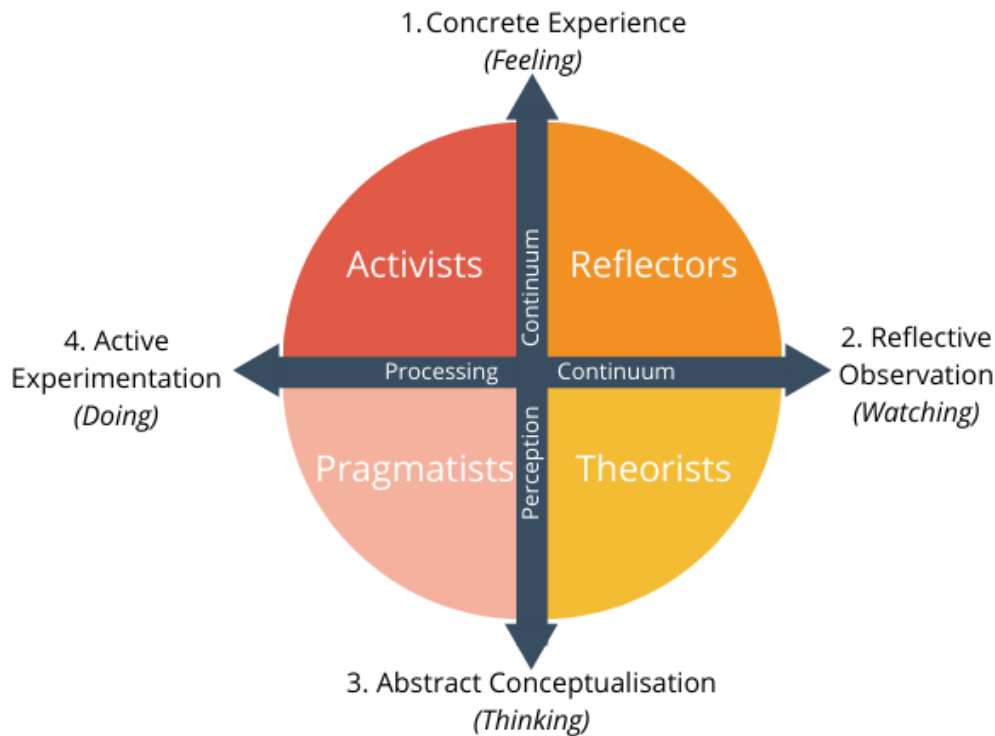 1. Concrete Experience
(Feeling)
Activists
Reflectors
Continuum
4. Active
Experimentation
(Doing)
Processing
Continuum
2. Reflective
Observation
(Watching)
Perception
Pragmatists
Theorists
3. Abstract Conceptualisation
(Thinking)